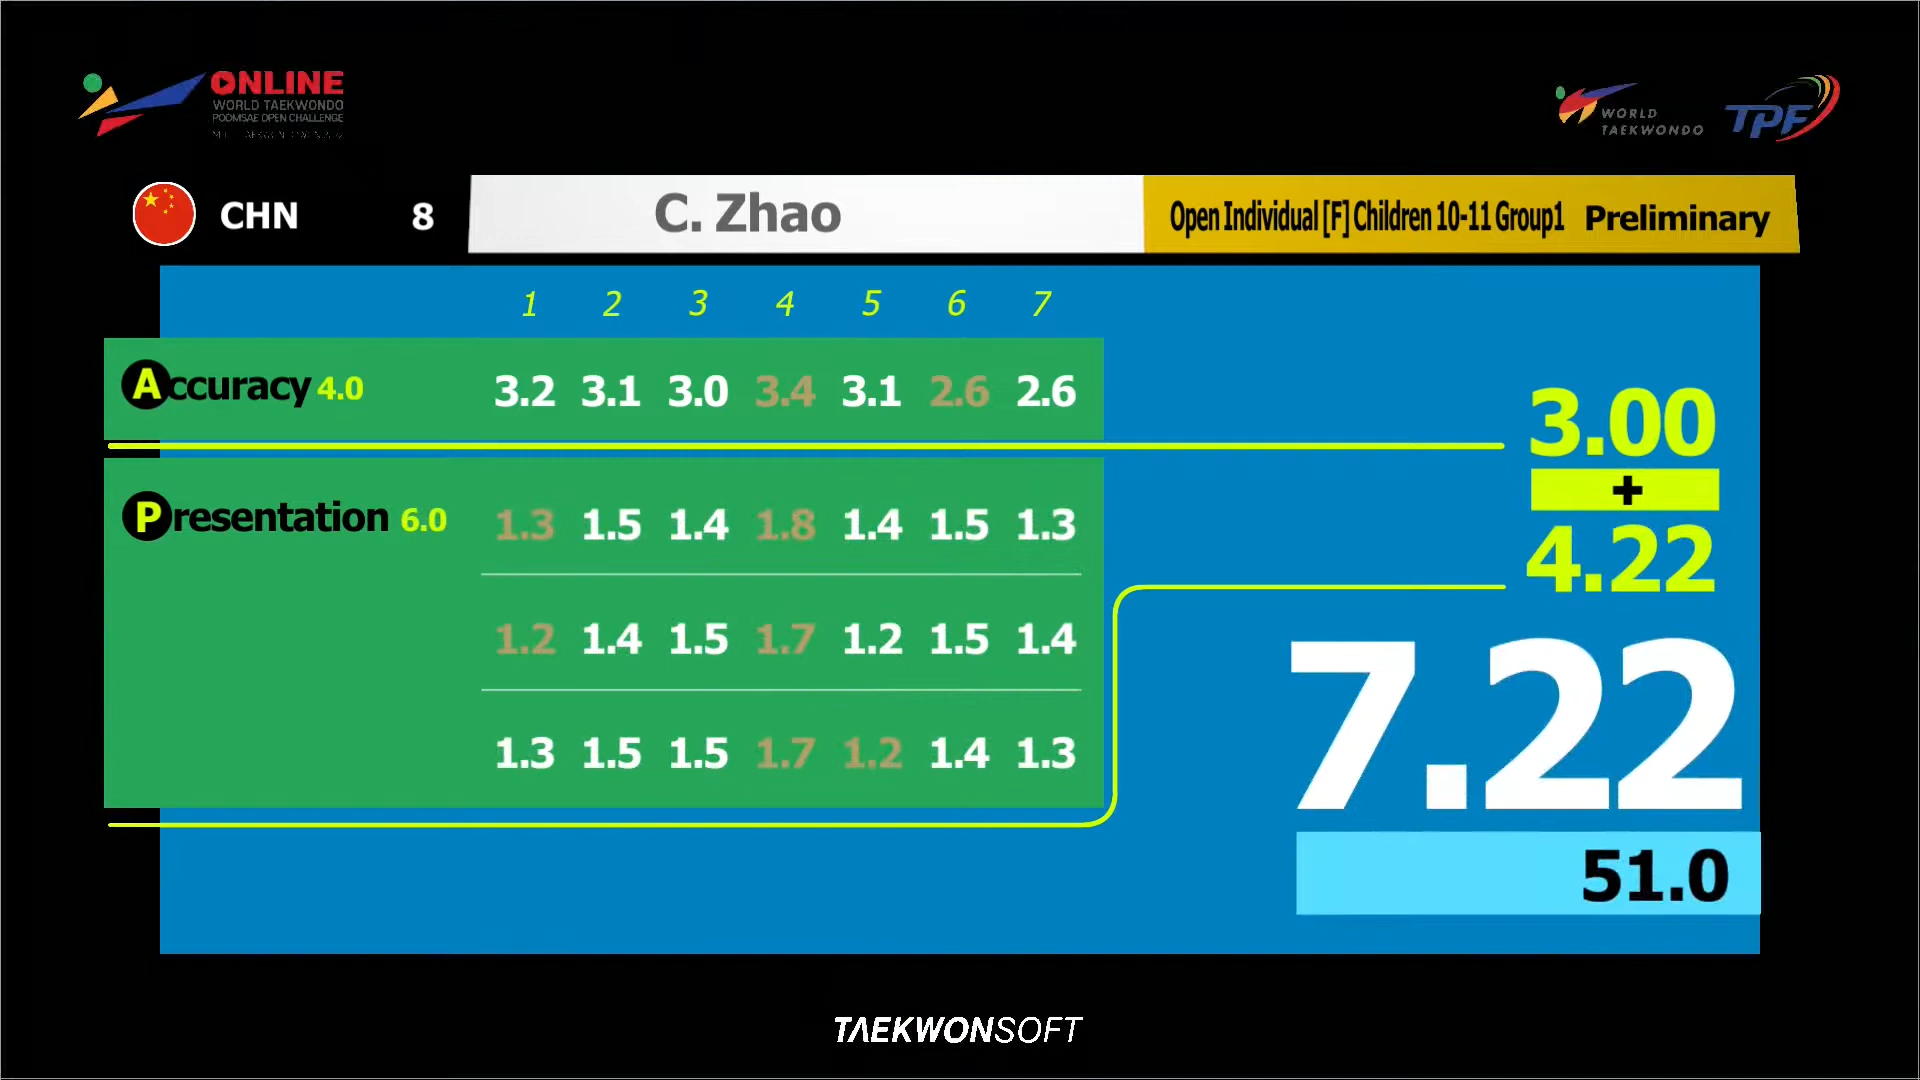 ONLINE
WORLD TAEKWONDO
POOMSAE OPEN CHALLENGE
WORLD
TAEKWONDO
TPF
CHN 8 C. Zhao Open Individual [F] Children 10-11 Group1 Preliminary
1 2 3 4 5 6 7
Accuracy 4.0 3.2 3.1 3.0 3.4 3.1 2.6 2.6
3.00
+
Presentation 6.0 1.3 1.5 1.4 1.8 1.4 1.5 1.3
4.22
1.2 1.4 1.5 1.7 1.2 1.5 1.4
1.3 1.5 1.5 1.7 1.2 1.4 1.3
7.22
51.0
TAEKWONSOFT